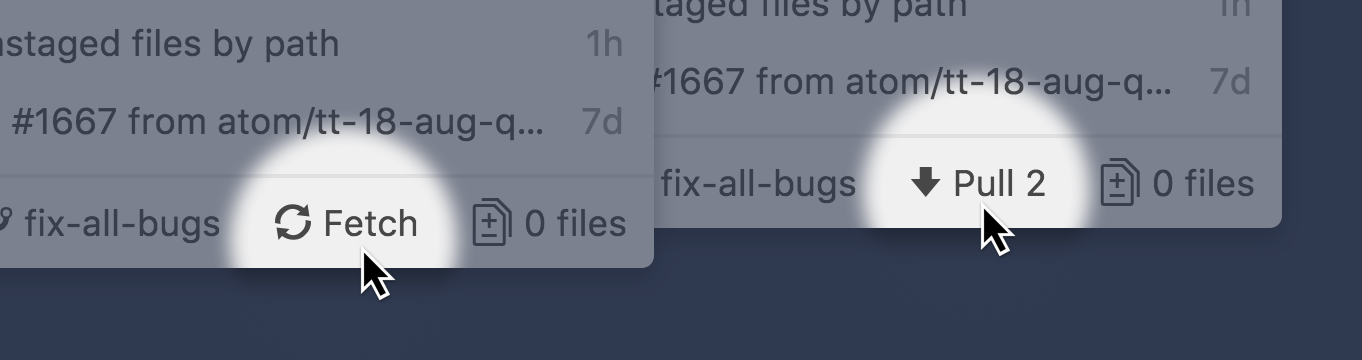 nstaged files by path 1h
#1667 from atom/tt-18-aug-q... 7d
fix-all-bugs Fetch 0 files
taged files by path 1h
#1667 from atom/tt-18-aug-q... 7d
fix-all-bugs Pull 2 0 files